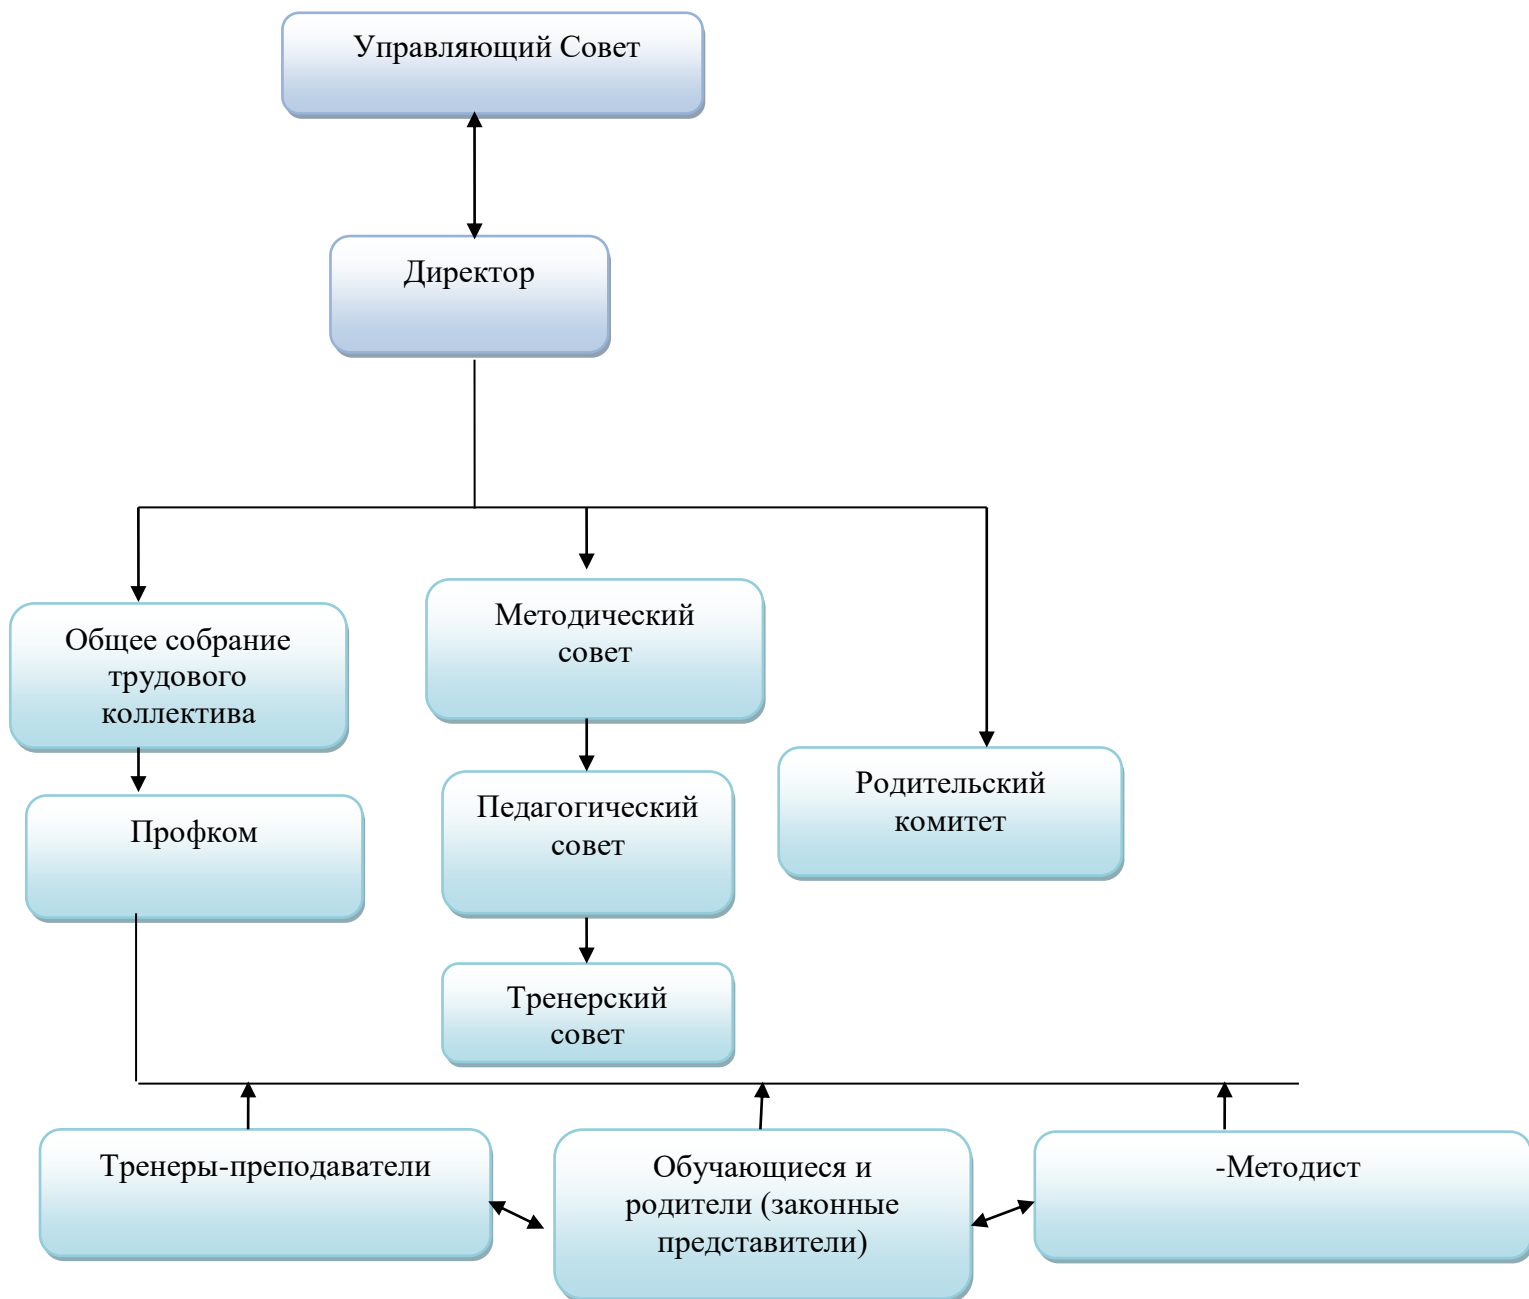 Управляющий Совет
Директор
Общее собрание
трудового
коллектива
Методический
совет
Родительский
комитет
Профком
Педагогический
совет
Тренерский
совет
Тренеры-преподаватели
Обучающиеся и
родители (законные
представители)
-Методист